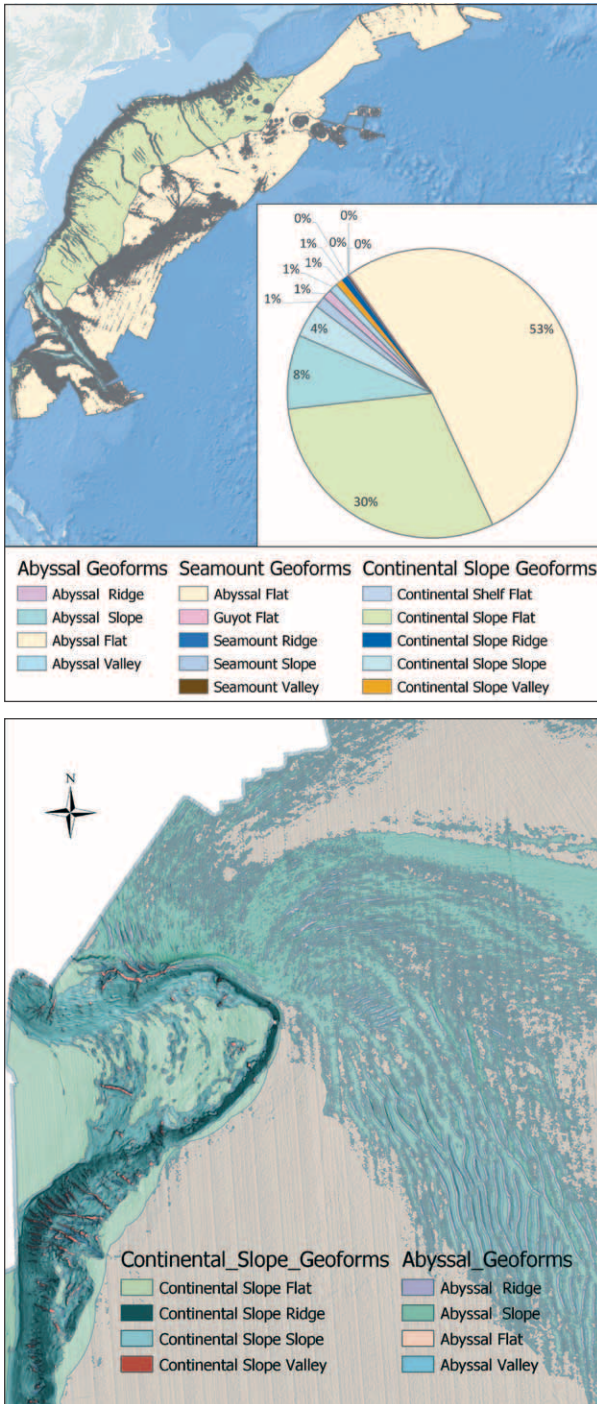 0%
0%
1%
0%
0%
1%
1%
1%
1%
4%
53%
8%
30%
Abyssal Geoforms
Abyssal Ridge
Abyssal Slope
Abyssal Flat
Abyssal Valley
Seamount Geoforms
Abyssal Flat
Guyot Flat
Seamount Ridge
Seamount Slope
Seamount Valley
Continental Slope Geoforms
Continental Shelf Flat
Continental Slope Flat
Continental Slope Ridge
Continental Slope Slope
Continental Slope Valley
N
Continental_Slope_Geoforms
Continental Slope Flat
Continental Slope Ridge
Continental Slope Slope
Continental Slope Valley
Abyssal_Geoforms
Abyssal Ridge
Abyssal Slope
Abyssal Flat
Abyssal Valley